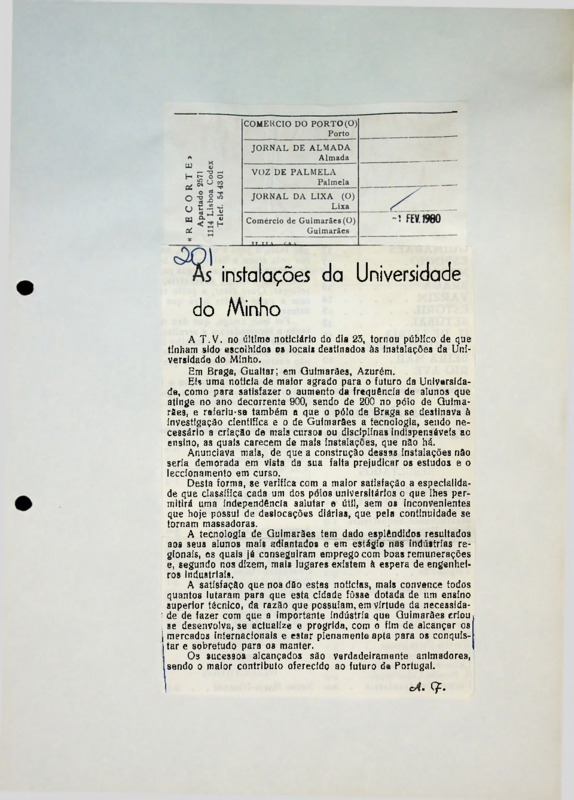 « RECORTE »
Apartado 2571
1114 Lisboa Codex
Telef. 54 43 01
COMERCIO DO PORTO (O)
Porto
JORNAL DE ALMADA
Almada
VOZ DE PALMELA
Palmela
JORNAL DA LIXA (O)
Lixa
Comércio de Guimarães (O)
Guimarães
-1 FEV. 1980
201
As instalações da Universidade
do Minho
A T.V. no último noticiário do dia 23, tornou público de que
tinham sido escolhidos os locais destinados às instalações da Uni-
versidade do Minho.
Em Braga, Gualtar; em Guimarães, Azurém.
Eis uma notícia de maior agrado para o futuro da Universida-
de, como para satisfazer o aumento da frequência de alunos que
atinge no ano decorrente 900, sendo de 200 no pólo de Guima-
rães, e referiu-se também a que o pólo de Braga se destinava à
investigação científica e o de Guimarães a tecnologia, sendo ne-
cessário a criação de mais cursos ou disciplinas indispensáveis ao
ensino, as quais carecem de mais instalações, que não há.
Anunciava mais, de que a construção dessas instalações não
seria demorada em vista da sua falta prejudicar os estudos e o
leccionamento em curso.
Desta forma, se verifica com a maior satisfação a especialida-
de que classifica cada um dos pólos universitários o que lhes per-
mitirá uma independência salutar e útil, sem os inconvenientes
que hoje possui de deslocações diárias, que pela continuidade se
tornam massadoras.
A tecnologia de Guimarães tem dado esplêndidos resultados
aos seus alunos mais adiantados e em estágio nas indústrias re-
gionais, os quais já conseguiram emprego com boas remunerações
e, segundo nos dizem, mais lugares existem à espera de engenhei-
ros industriais.
A satisfação que nos dão estas notícias, mais convence todos
quantos lutaram para que esta cidade fôsse dotada de um ensino
superior técnico, da razão que possuíam, em virtude da necessida-
de de fazer com que a importante indústria que Guimarães criou
se desenvolva, se actualize e progrida, com o fim de alcançar os
mercados internacionais e estar plenamente apta para os conquis-
tar e sobretudo para os manter.
Os sucessos alcançados são verdadeiramente animadores,
sendo o maior contributo oferecido ao futuro de Portugal.
A. F.